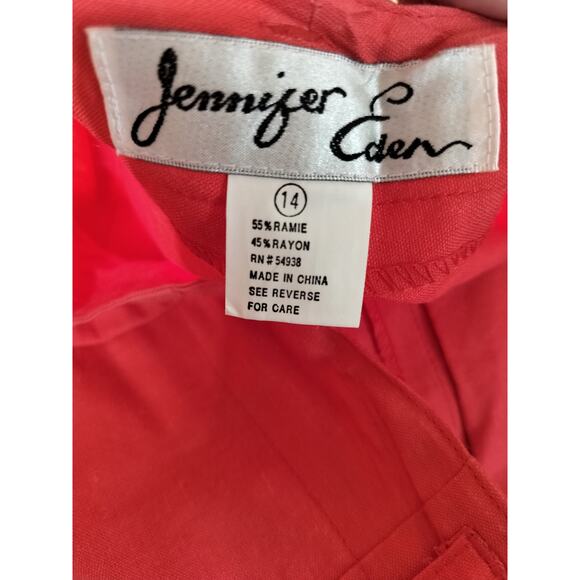 Jennifer
Eden
14
55% RAMIE
45% RAYON
RN # 54938
MADE IN CHINA
SEE REVERSE
FOR CARE